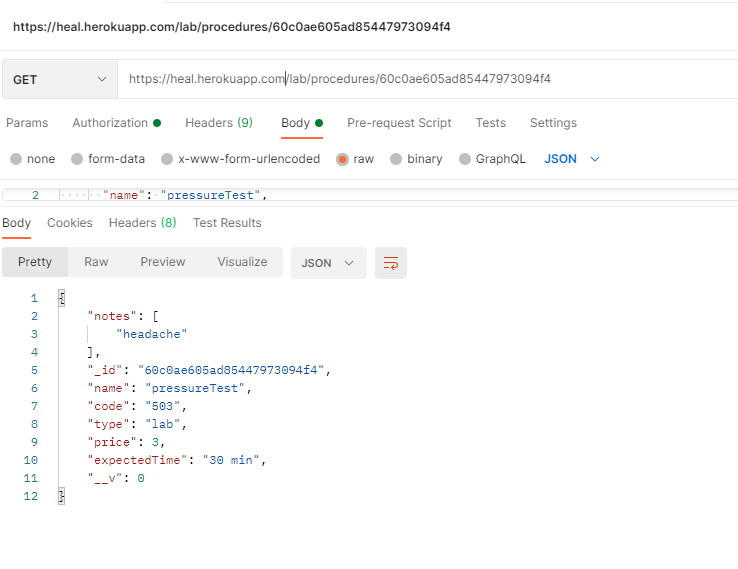 https://heal.herokuapp.com/lab/procedures/60c0ae605ad85447973094f4
GET https://heal.herokuapp.com/lab/procedures/60c0ae605ad85447973094f4
Params Authorization Headers (9) Body Pre-request Script Tests Settings
none form-data x-www-form-urlencoded raw binary GraphQL JSON
2 "name": "pressureTest",
Body Cookies Headers (8) Test Results
Pretty Raw Preview Visualize JSON
1 {
2 "notes": [
3 "headache"
4 ],
5 "_id": "60c0ae605ad85447973094f4",
6 "name": "pressureTest",
7 "code": "503",
8 "type": "lab",
9 "price": 3,
10 "expectedTime": "30 min",
11 "__v": 0
12 }